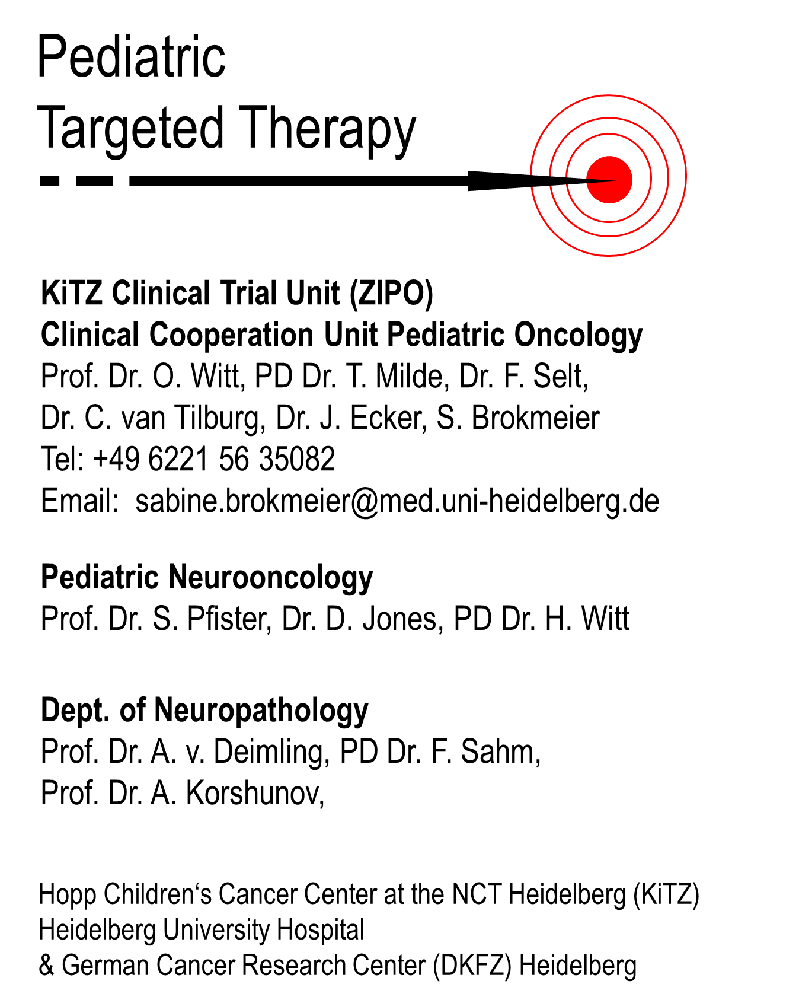 Pediatric
Targeted Therapy
KiTZ Clinical Trial Unit (ZIPO)
Clinical Cooperation Unit Pediatric Oncology
Prof. Dr. O. Witt, PD Dr. T. Milde, Dr. F. Selt,
Dr. C. van Tilburg, Dr. J. Ecker, S. Brokmeier
Tel: +49 6221 56 35082
Email:  sabine.brokmeier@med.uni-heidelberg.de
Pediatric Neurooncology
Prof. Dr. S. Pfister, Dr. D. Jones, PD Dr. H. Witt
Dept. of Neuropathology
Prof. Dr. A. v. Deimling, PD Dr. F. Sahm,
Prof. Dr. A. Korshunov,
Hopp Children‘s Cancer Center at the NCT Heidelberg (KiTZ)
Heidelberg University Hospital
& German Cancer Research Center (DKFZ) Heidelberg